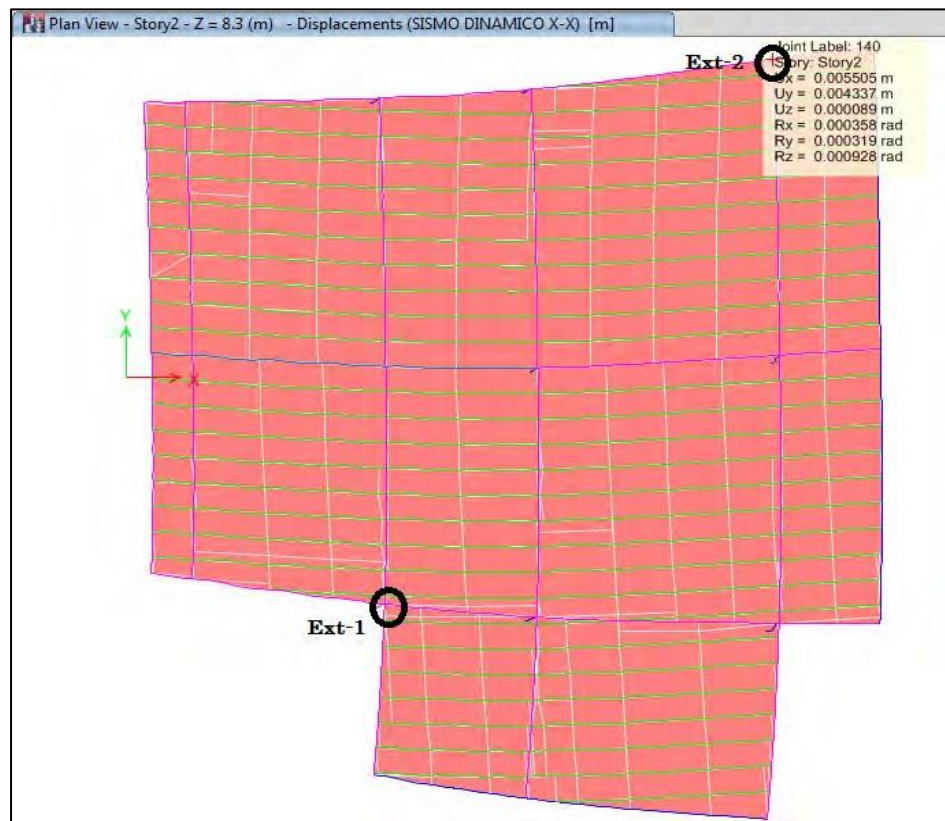 Plan View - Story2 - Z = 8.3 (m) - Displacements (SISMO DINAMICO X-X) [m]
Ext-2
Joint Label: 140
Story: Story2
Ux = 0.005505 m
Uy = 0.004337 m
Uz = 0.000089 m
Rx = 0.000358 rad
Ry = 0.000319 rad
Rz = 0.000928 rad
Y
X
Ext-1